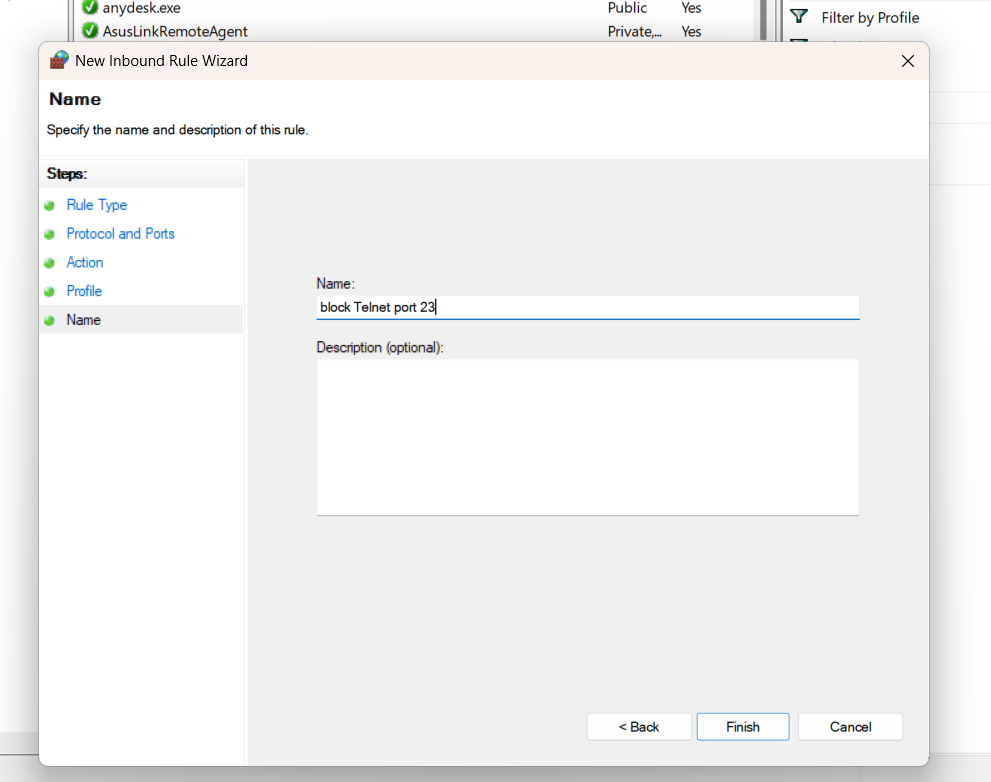 anydesk.exe Public Yes
AsusLinkRemoteAgent Private,... Yes
Filter by Profile
New Inbound Rule Wizard
Name
Specify the name and description of this rule.
Steps:
Rule Type
Protocol and Ports
Action
Profile
Name
Name:
block Telnet port 23
Description (optional):
< Back Finish Cancel